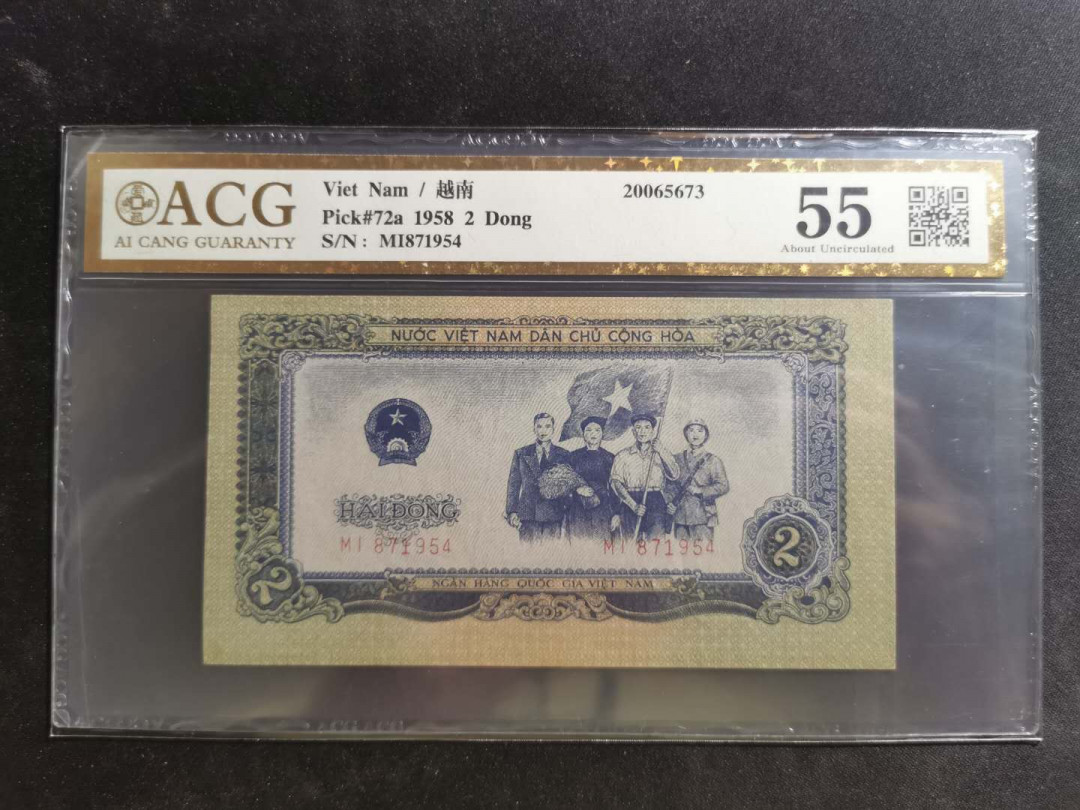 ACG
AI CANG GUARANTY
Viet Nam / 越南
Pick#72a 1958 2 Dong
S/N: MI871954
20065673
55
About Uncirculated
NƯỚC VIỆT NAM DÂN CHỦ CỘNG HÒA
HAI ĐỒNG
MI 871954
MI 871954
2
2
NGÂN HÀNG QUỐC GIA VIỆT NAM